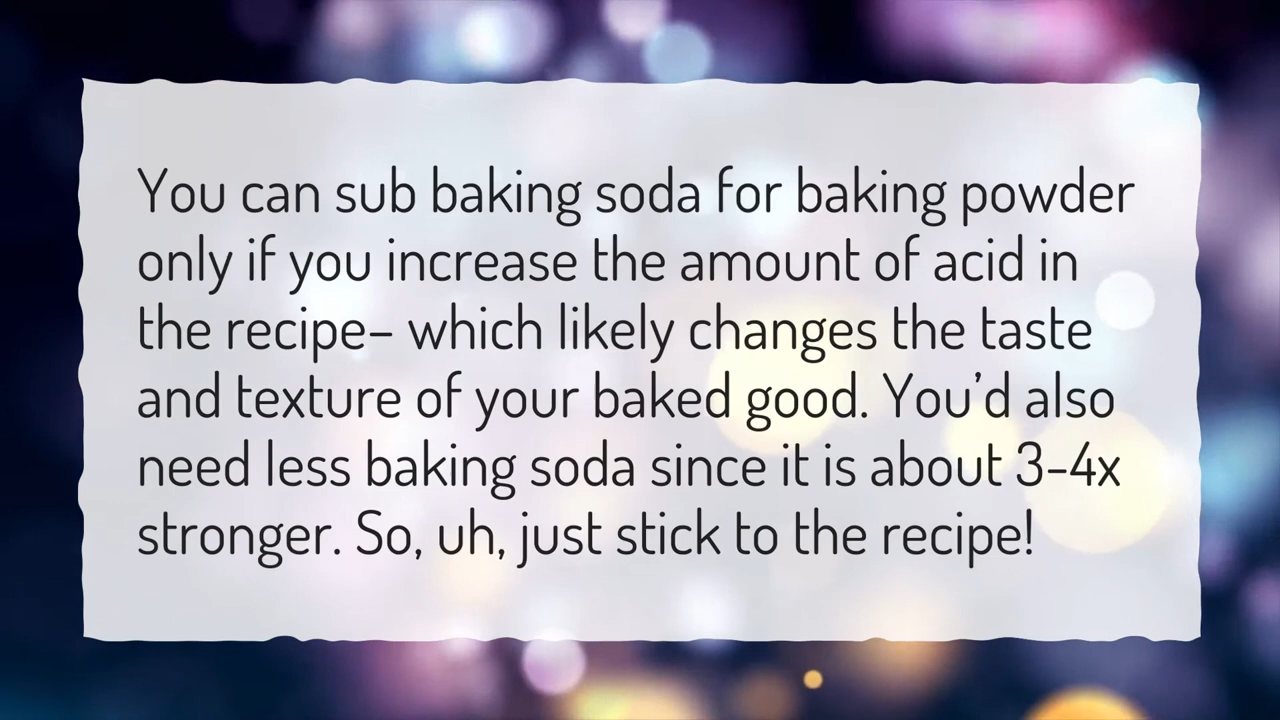 You can sub baking soda for baking powder
only if you increase the amount of acid in
the recipe– which likely changes the taste
and texture of your baked good. You’d also
need less baking soda since it is about 3-4x
stronger. So, uh, just stick to the recipe!